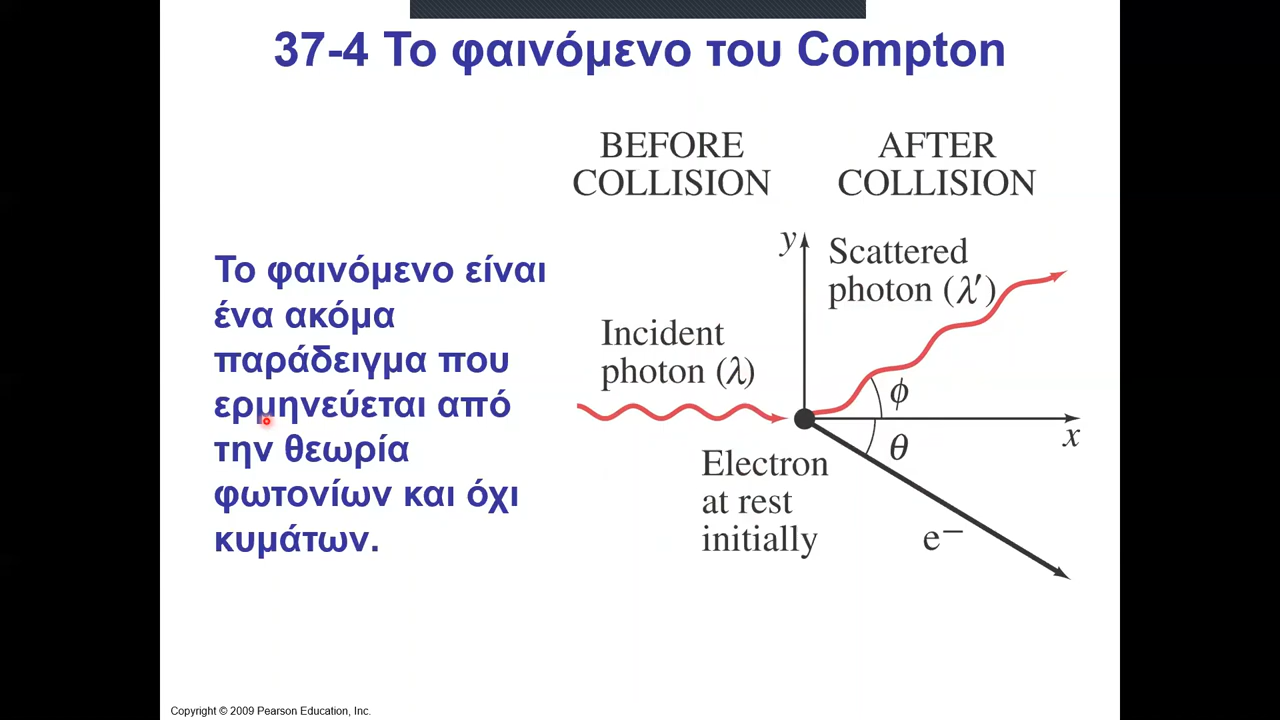 37-4 Το φαινόμενο του Compton
Το φαινόμενο είναι
ένα ακόμα
παράδειγμα που
ερμηνεύεται από
την θεωρία
φωτονίων και όχι
κυμάτων.
BEFORE
COLLISION
AFTER
COLLISION
y
Scattered
photon (λ′)
Incident
photon (λ)
ϕ
θ
x
Electron
at rest
initially
e−
Copyright © 2009 Pearson Education, Inc.